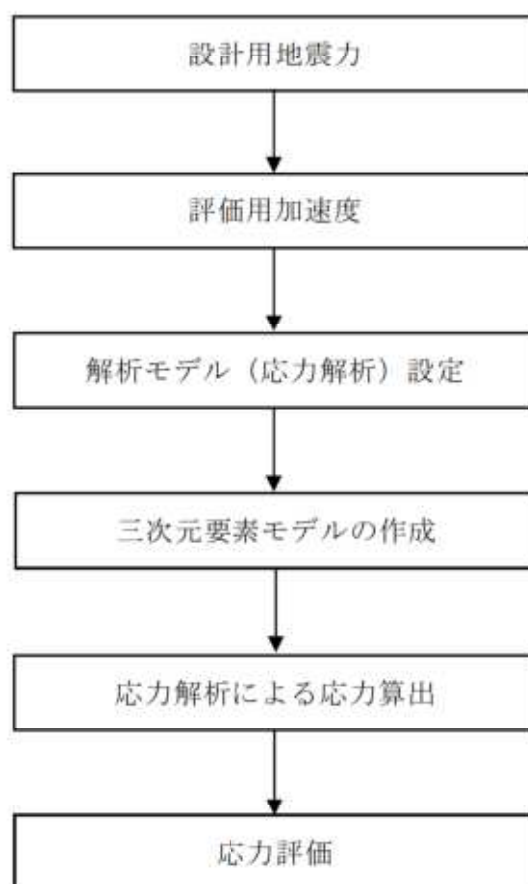 設計用地震力
評価用加速度
解析モデル（応力解析）設定
三次元要素モデルの作成
応力解析による応力算出
応力評価